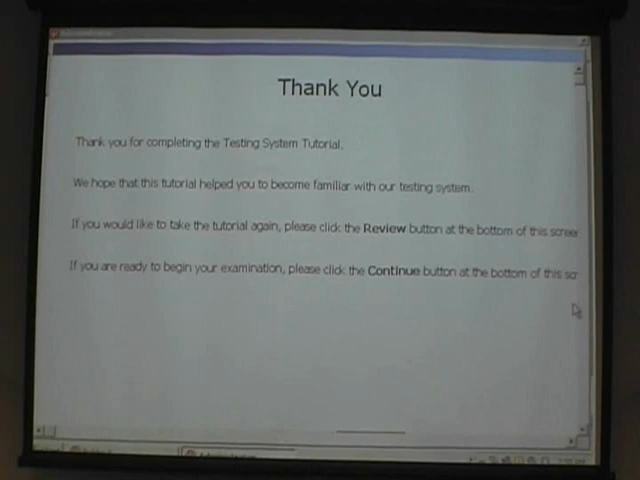 Thank You
Thank you for completing the Testing System Tutorial.
We hope that this tutorial helped you to become familiar with our testing system.
If you would like to take the tutorial again, please click the Review button at the bottom of this screen
If you are ready to begin your examination, please click the Continue button at the bottom of this scr